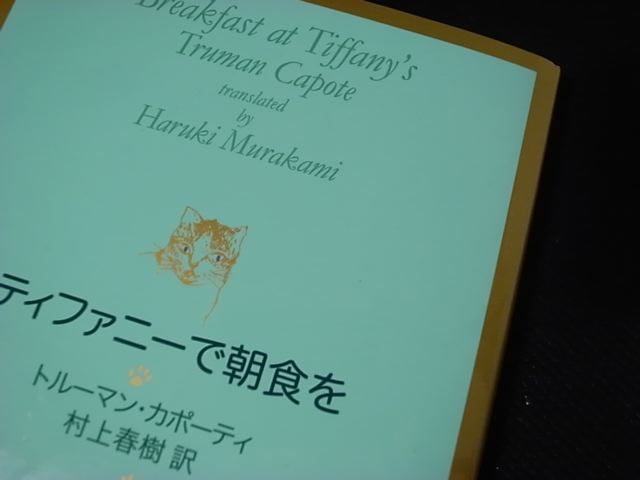 Breakfast at Tiffany's
Truman Capote
translated
by
Haruki Murakami
ティファニーで朝食を
トルーマン・カポーティ
村上春樹 訳